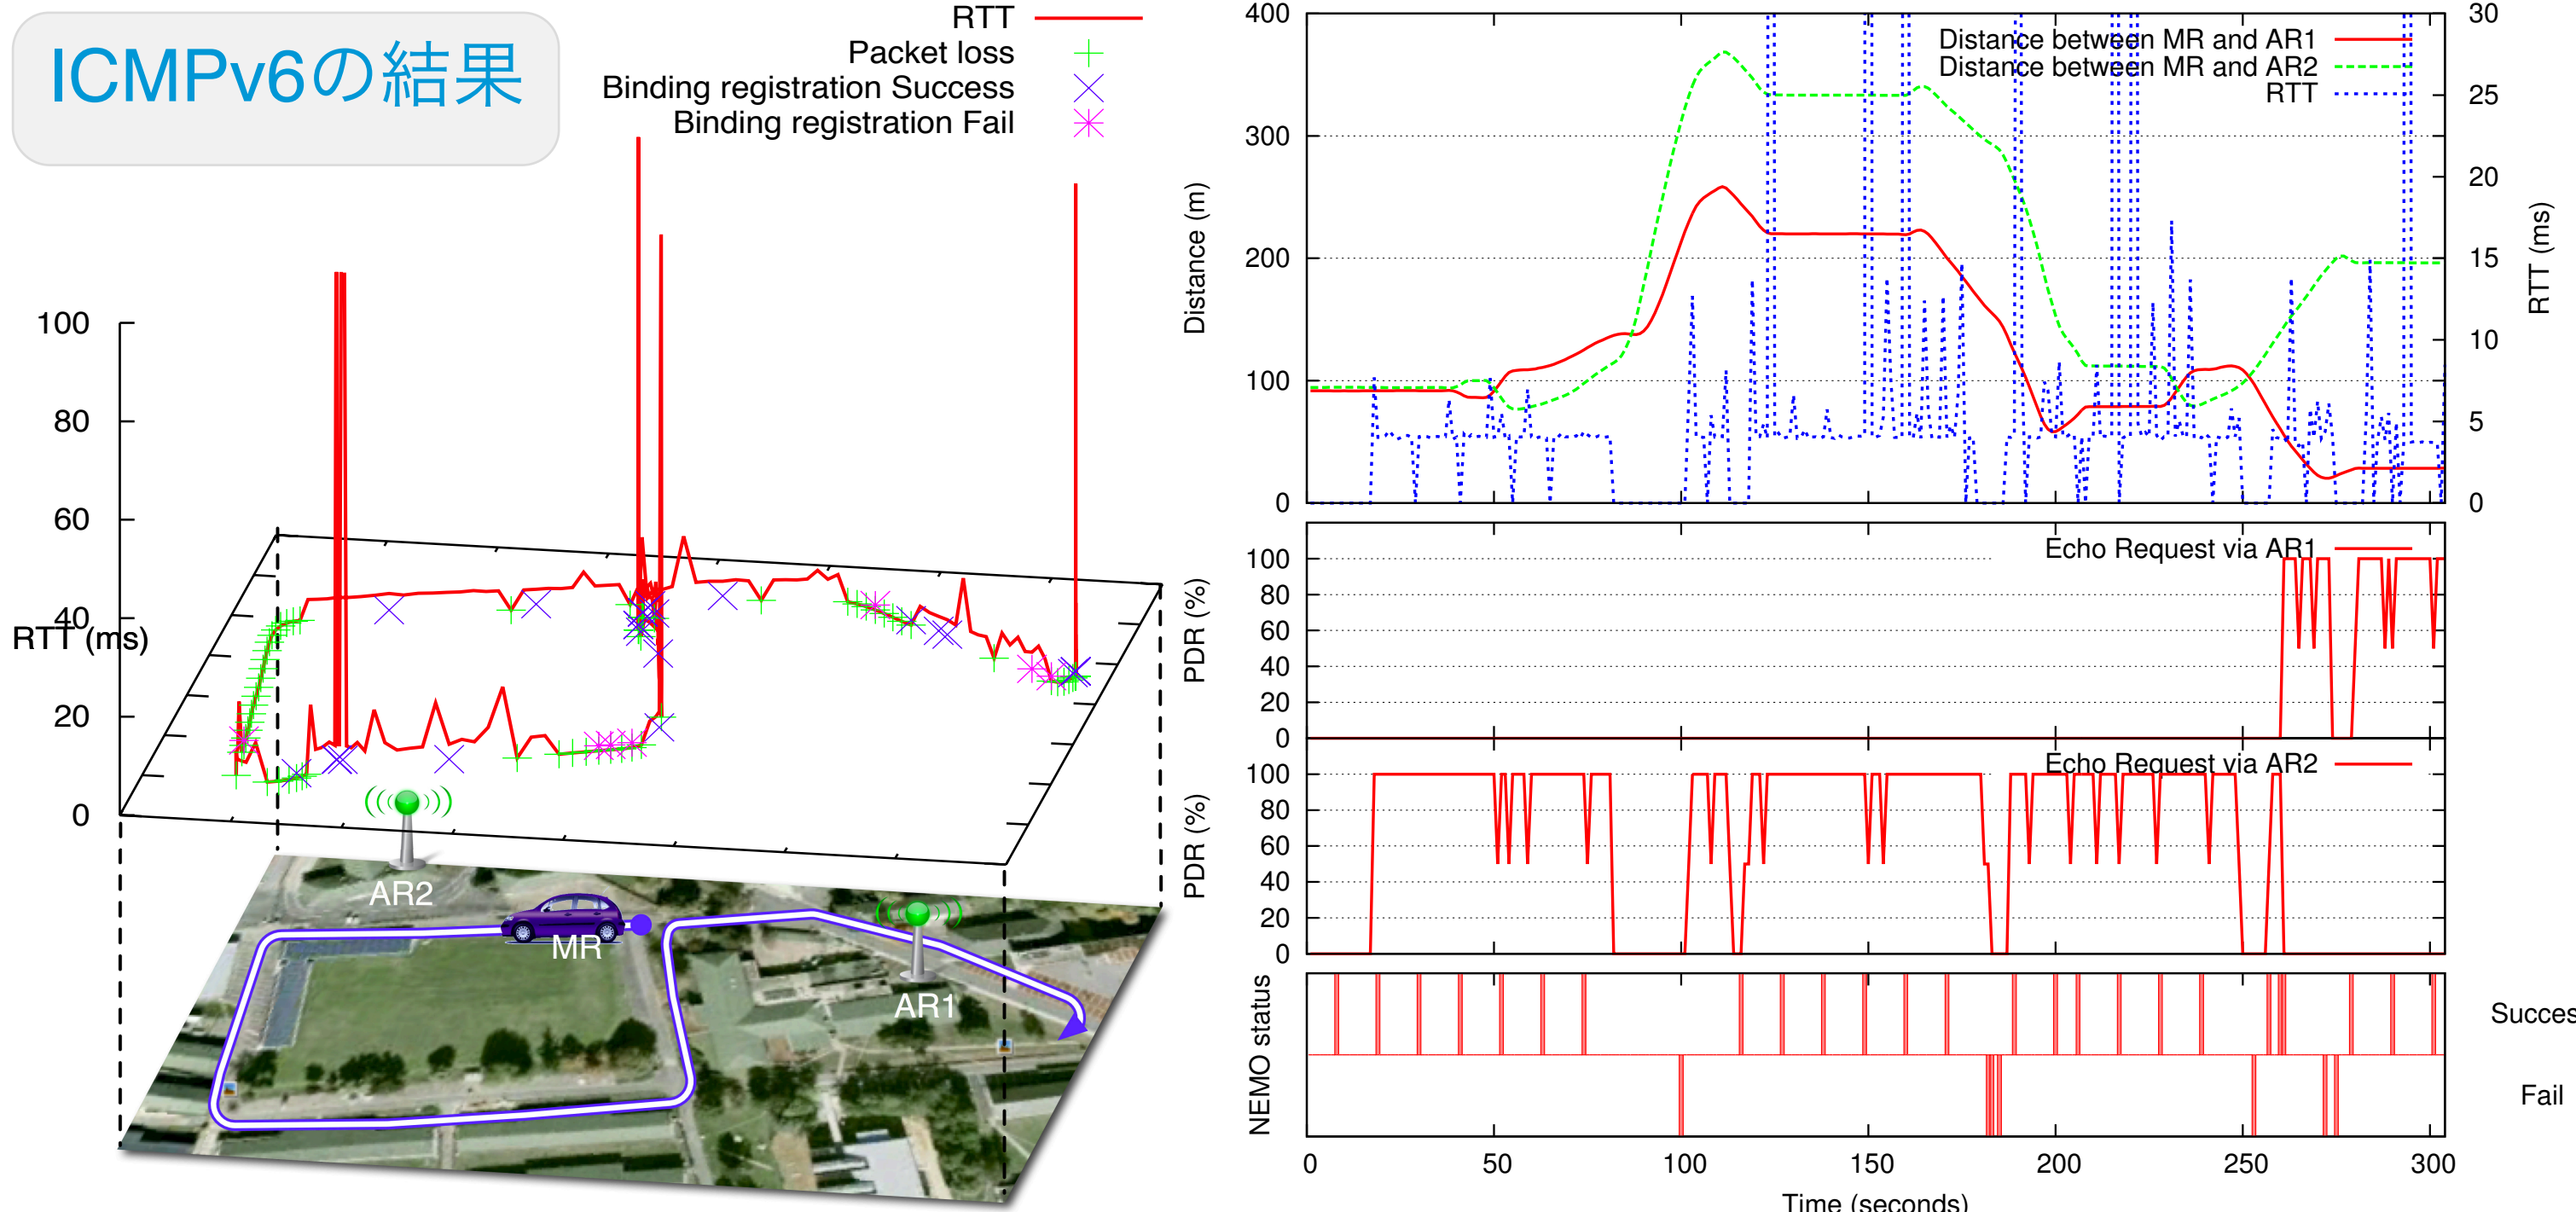 ICMPv6の結果
RTT
Packet loss
Binding registration Success
Binding registration Fail
100
80
60
40
20
0
RTT (ms)
AR2
MR
AR1
400
300
200
100
0
Distance (m)
Distance between MR and AR1
Distance between MR and AR2
RTT
30
25
20
15
10
5
0
RTT (ms)
PDR (%)
100
80
60
40
20
0
Echo Request via AR1
PDR (%)
100
80
60
40
20
0
Echo Request via AR2
NEMO status
Succes
Fail
0
50
100
150
200
250
300
Time (seconds)